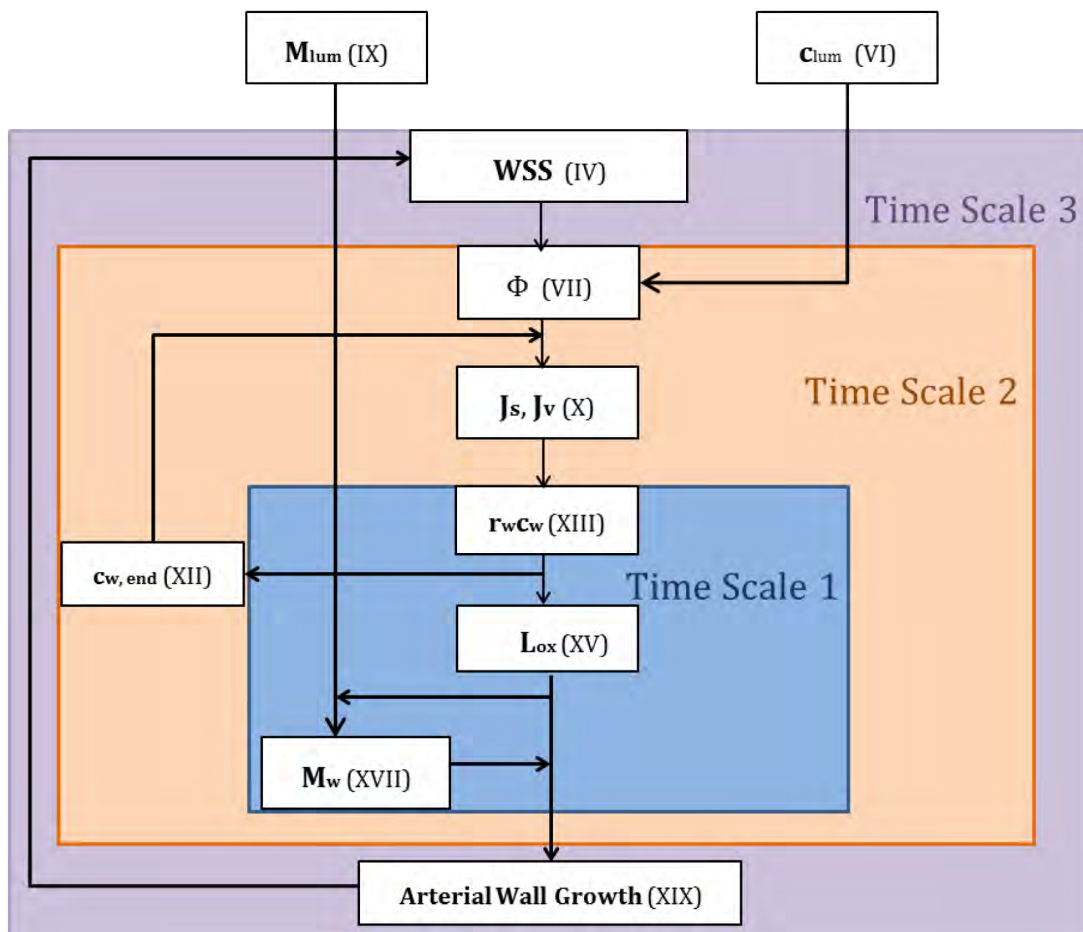 Mlum (IX)
clum (VI)
WSS (IV)
Time Scale 3
Φ (VII)
Time Scale 2
Js, Jv (X)
rwcw (XIII)
cw, end (XII)
Time Scale 1
Lox (XV)
Mw (XVII)
Arterial Wall Growth (XIX)